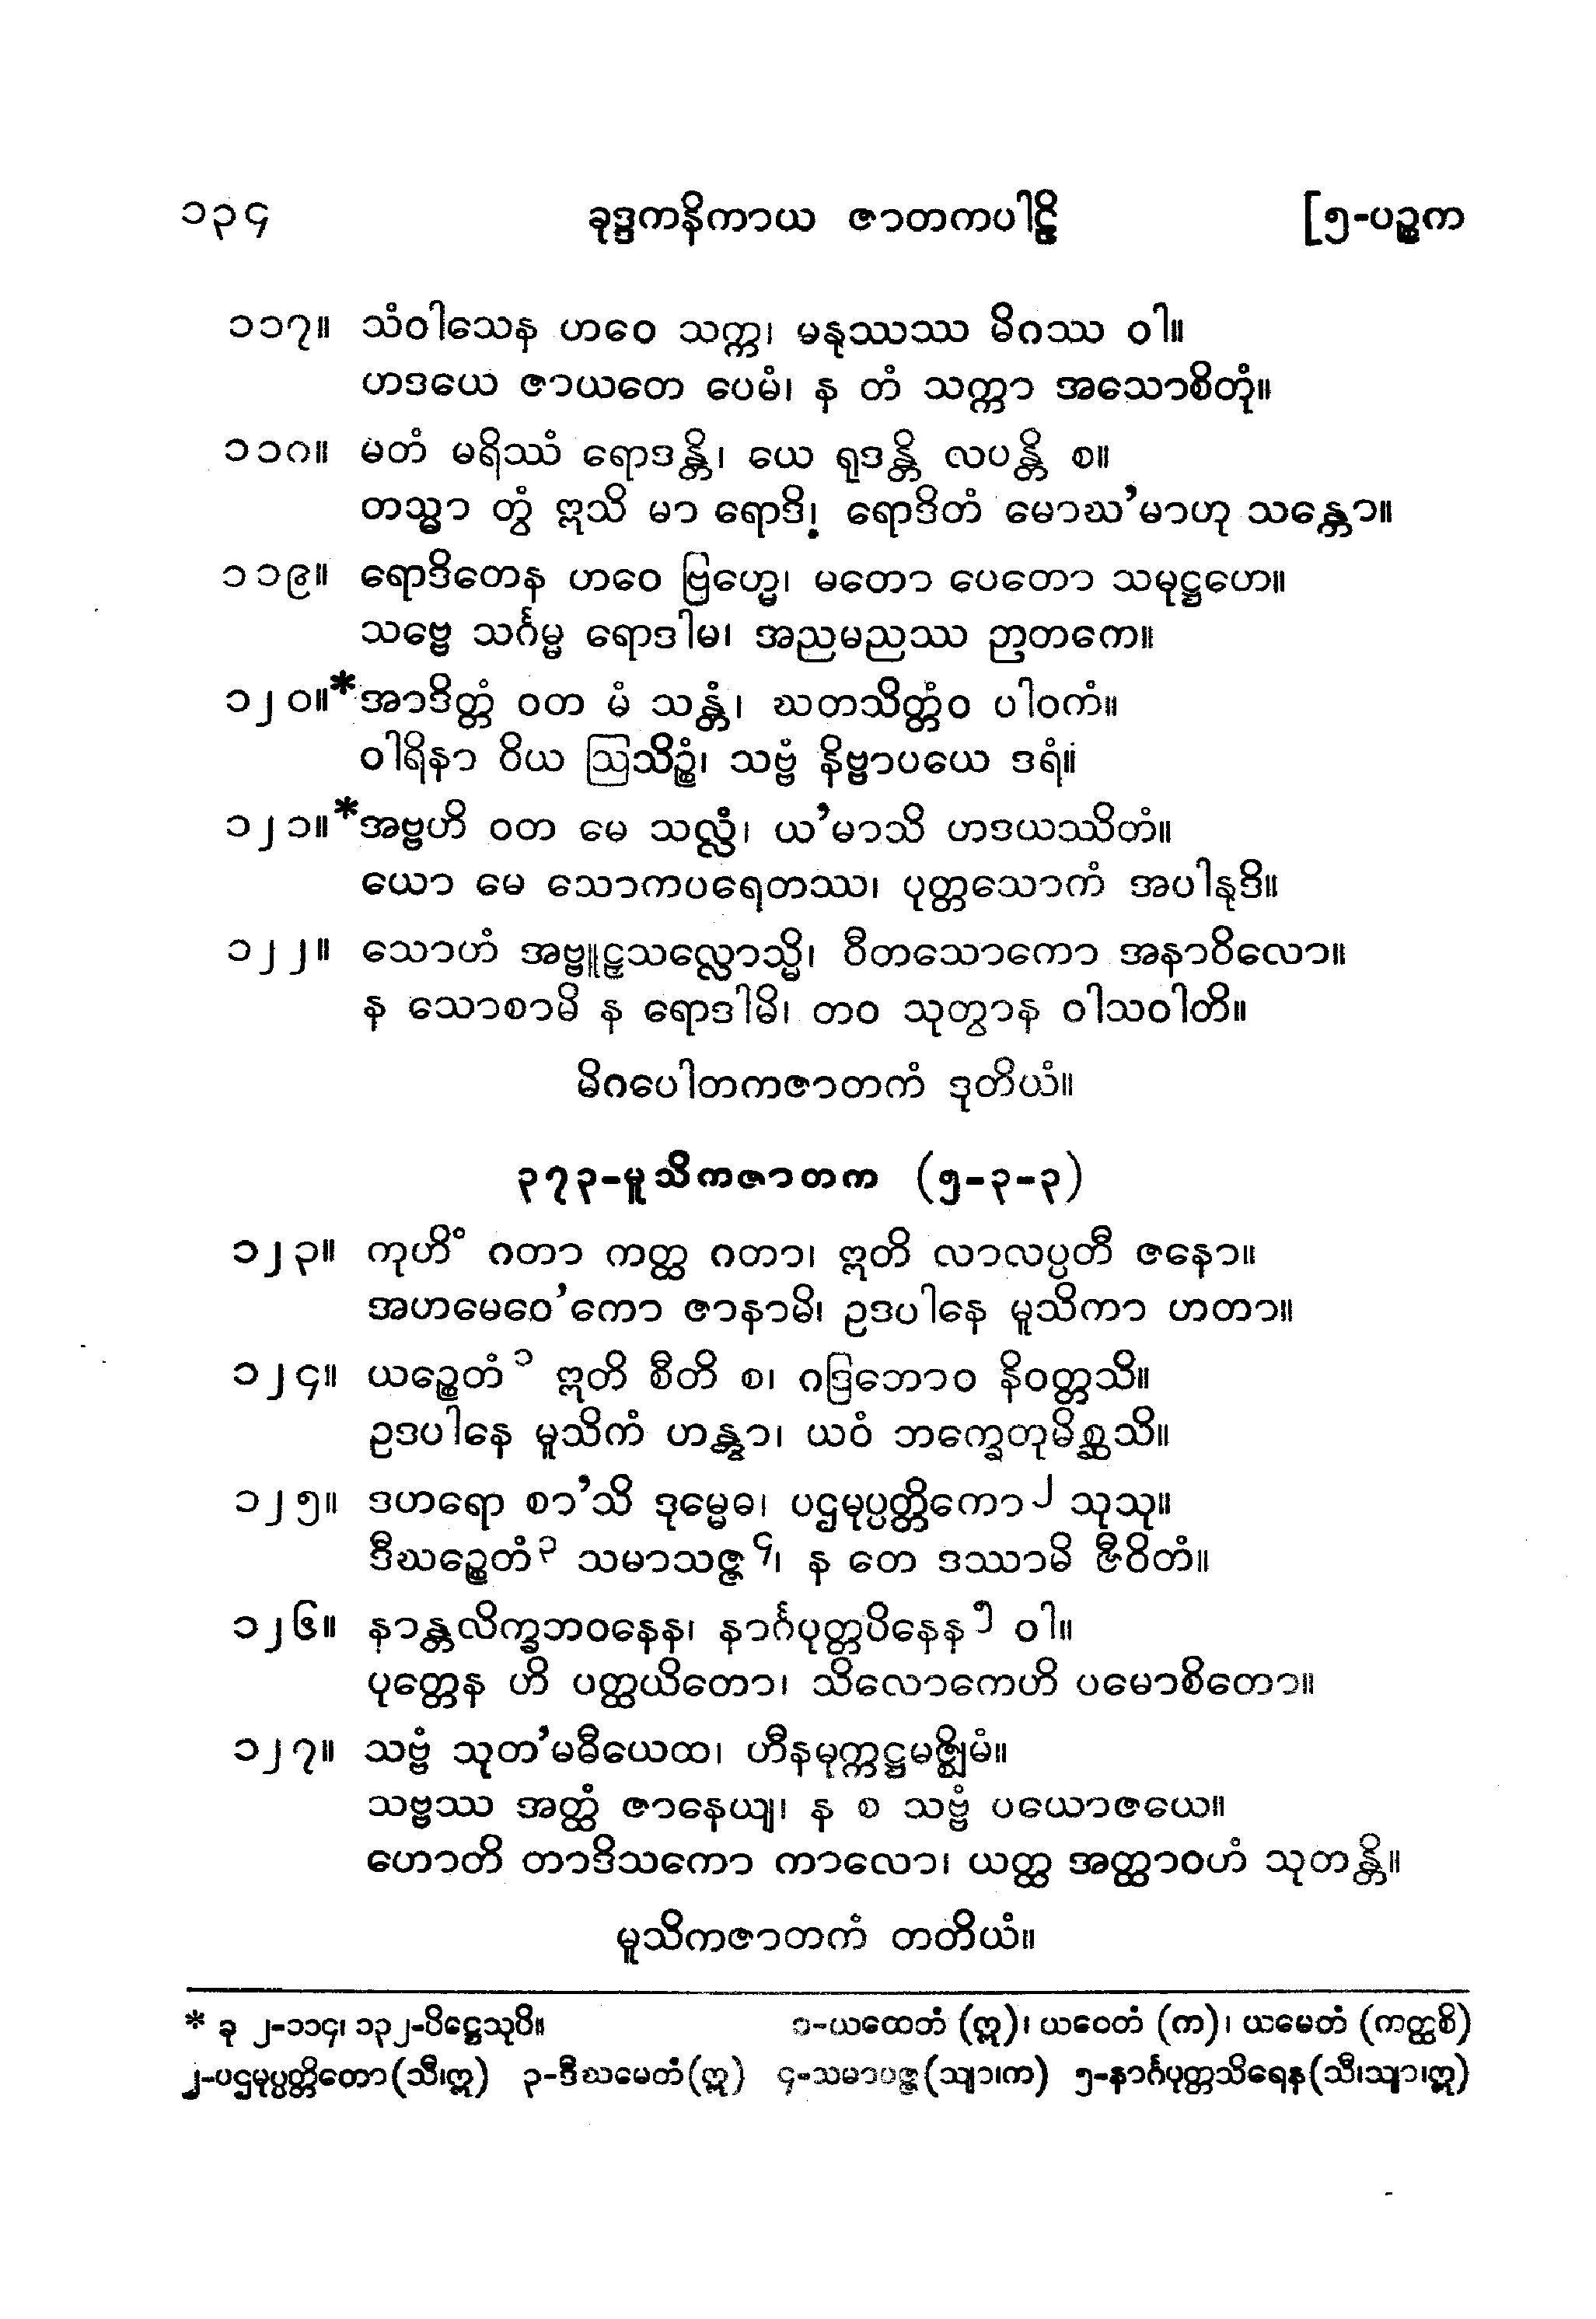 ၁၃၄ ခုဒ္ဒကနိကာယ ဇာတကပါဠိ [၅-ပဉ္စက
၁၁၇။ သံဝါသေန ဟဝေ သက္က၊ မနုဿဿ မိဂဿ ဝါ။
ဟဒယေ ဇာယတေ ပေမံ၊ န တံ သက္ကာ အသောစိတုံ။
၁၁၈။ မတံ မရိဿံ ရောဒန္တိ၊ ယေ ရုဒန္တိ လပန္တိ စ။
တသ္မာ တွံ ဣသိ မာ ရောဒိ၊ ရောဒိတံ မောဃ’မာဟု သန္တော။
၁၁၉။ ရောဒိတေန ဟဝေ ဗြဟ္မေ၊ မတော ပေတော သမုဋ္ဌဟေ။
သဗ္ဗေ သင်္ဂမ္မ ရောဒါမ၊ အညမညဿ ဉာတကေ။
၁၂၀။*အာဒိတ္တံ ဝတ မံ သန္တံ၊ ဃတသိတ္တံဝ ပါဝကံ။
ဝါရိနာ ဝိယ ဩသိဉ္စံ၊ သဗ္ဗံ နိဗ္ဗာပယေ ဒရံ။
၁၂၁။*အဗ္ဗဟိ ဝတ မေ သလ္လံ၊ ယ’မာသိ ဟဒယဿိတံ။
ယော မေ သောကပရေတဿ၊ ပုတ္တသောကံ အပါနုဒိ။
၁၂၂။ သောဟံ အဗ္ဗူဠှသလ္လောသ္မိ၊ ဝီတသောကော အနာဝိလော။
န သောစာမိ န ရောဒါမိ၊ တဝ သုတွာန ဝါသဝါတိ။
မိဂပေါတကဇာတကံ ဒုတိယံ။
၃၇၃-မူသိကဇာတက (၅-၃-၃)
၁၂၃။ ကုဟိံ ဂတာ ကတ္ထ ဂတာ၊ ဣတိ လာလပ္ပတီ ဇနော။
အဟမေဝေ’ကော ဇာနာမိ၊ ဥဒပါနေ မူသိကာ ဟတာ။
၁၂၄။ ယဉ္စေတံ ၁ ဣတိ စီတိ စ၊ ဂဒြဘောဝ နိဝတ္တသိ။
ဥဒပါနေ မူသိကံ ဟန္တွာ၊ ယဝံ ဘက္ခေတုမိစ္ဆသိ။
၁၂၅။ ဒဟရော စာ’သိ ဒုမ္မေဓ၊ ပဌမုပ္ပတ္တိကော ၂ သုသု။
ဒီဃဉ္စေတံ ၃ သမာသဇ္ဇ ၄၊ န တေ ဒဿာမိ ဇီဝိတံ။
၁၂၆။ နာန္တလိက္ခဘဝနေန၊ နာင်္ဂပုတ္တပိနေန ၅ ဝါ။
ပုတ္တေန ဟိ ပတ္ထယိတော၊ သိလောကေဟိ ပမောစိတော။
၁၂၇။ သဗ္ဗံ သုတ’မဓီယေထ၊ ဟီနမုက္ကဋ္ဌမဇ္ဈိမံ။
သဗ္ဗဿ အတ္ထံ ဇာနေယျ၊ န စ သဗ္ဗံ ပယောဇယေ။
ဟောတိ တာဒိသကော ကာလော၊ ယတ္ထ အတ္ထာဝဟံ သုတန္တိ။
မူသိကဇာတကံ တတိယံ။
* ခု ၂-၁၁၄၊ ၁၃၂-ပိဋ္ဌေသုပိ။ ၁-ယထေတံ (ဣ)၊ ယဝေတံ (က)၊ ယမေတံ (ကတ္ထစိ)
၂-ပဌမုပ္ပတ္တိတော (သီ၊ဣ) ၃-ဒီဃမေတံ (ဣ) ၄-သမာပဇ္ဇ (သျာ၊က) ၅-နာင်္ဂပုတ္တသိရေန (သီ၊သျာ၊ဣ)